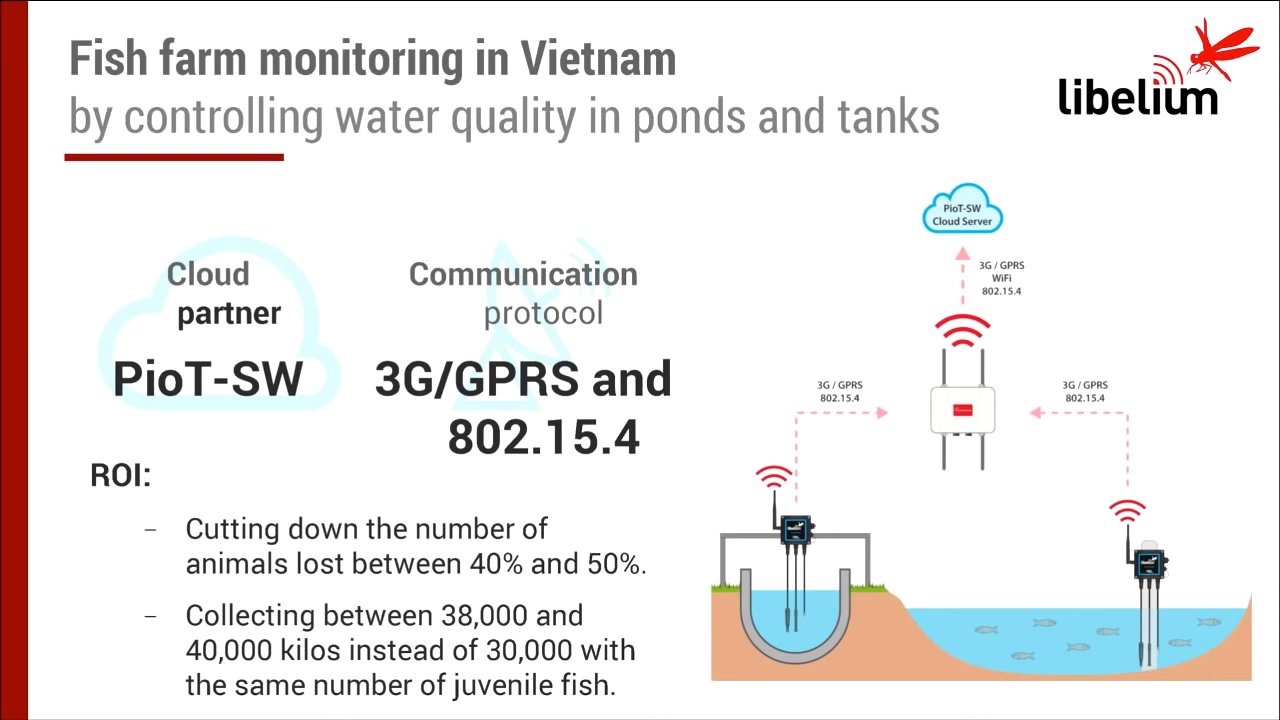 Fish farm monitoring in Vietnam
by controlling water quality in ponds and tanks
libelium
Cloud
partner
PioT-SW
Communication
protocol
3G/GPRS and
802.15.4
ROI:
– Cutting down the number of
animals lost between 40% and 50%.
– Collecting between 38,000 and
40,000 kilos instead of 30,000 with
the same number of juvenile fish.
PioT-SW
Cloud Server
3G / GPRS
WiFi
802.15.4
3G / GPRS
802.15.4
3G / GPRS
802.15.4
libelium